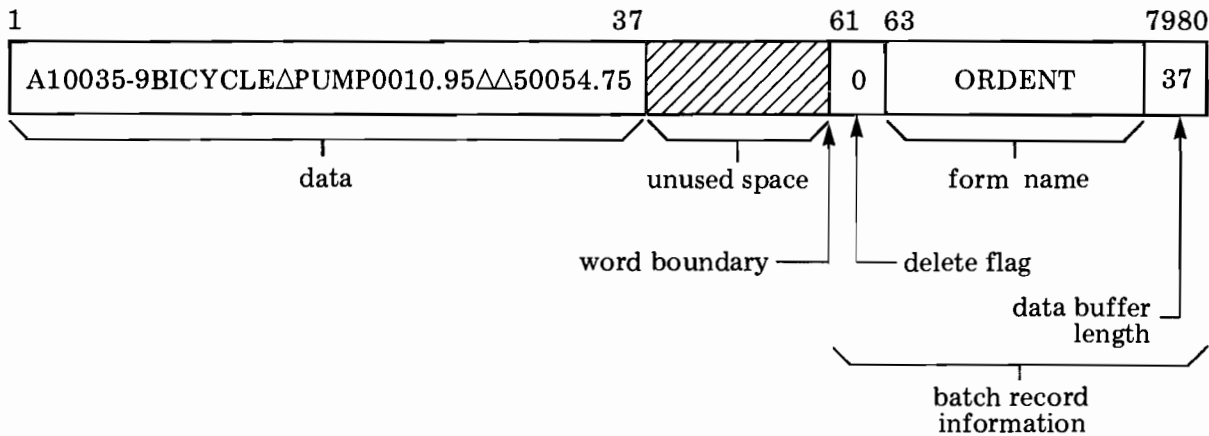 1 37 61 63 7980
A10035-9BICYCLE△PUMP0010.95△△50054.75 0 ORDENT 37
data unused space form name
word boundary delete flag
data buffer
length
batch record
information